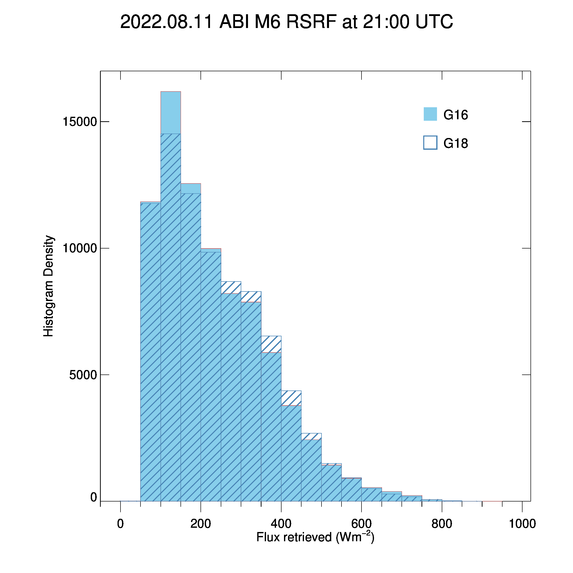 2022.08.11 ABI M6 RSRF at 21:00 UTC
G16
G18
15000
10000
5000
0
Histogram Density
0 200 400 600 800 1000
Flux retrieved (Wm⁻²)